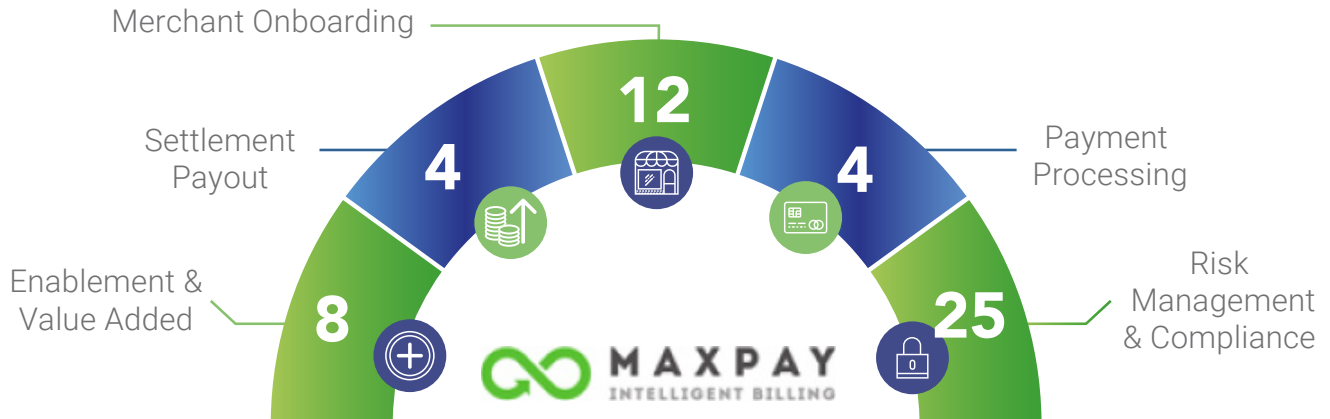 Merchant Onboarding
12
Settlement
Payout
4
4
Payment
Processing
Enablement &
Value Added
8
25
Risk
Management
& Compliance
0
MAXPAY
INTELLIGENT BILLING